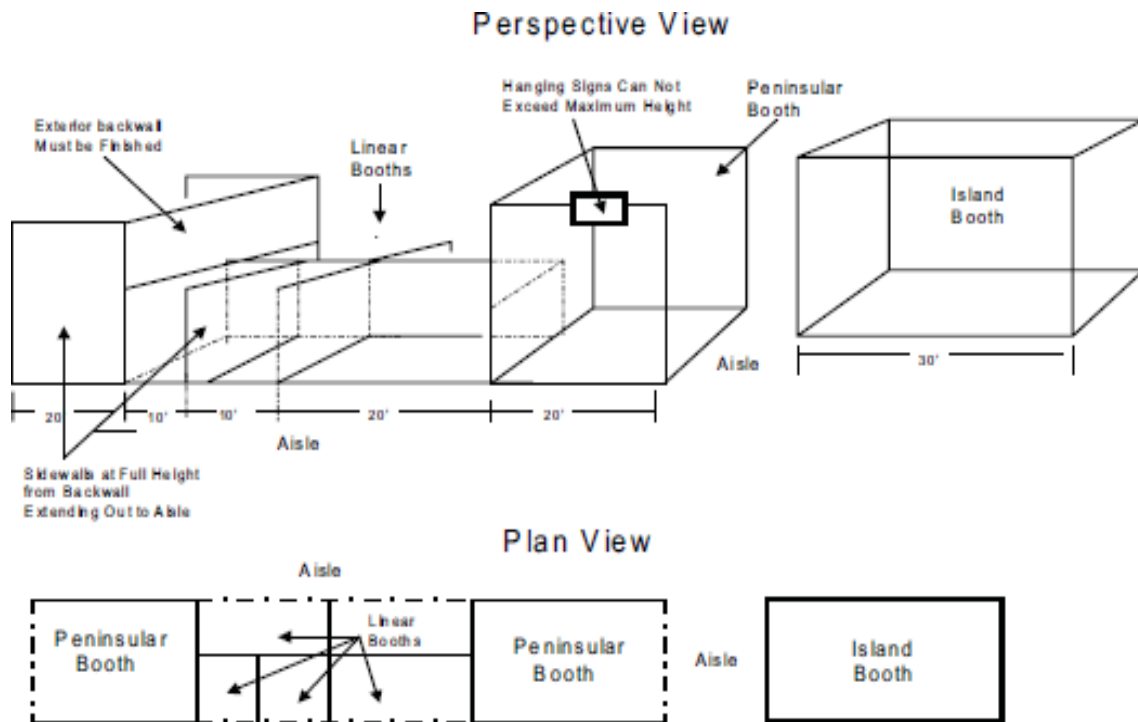 Perspective View
Hanging Signs Can Not
Exceed Maximum Height
Peninsular
Booth
Exterior backwall
Must be Finished
Linear
Booths
Island
Booth
Aisle
30'
20
10'
10'
20'
20'
Aisle
Sidewalls at Full Height
from Backwall
Extending Out to Aisle
Plan View
Aisle
Peninsular
Booth
Linear
Booths
Peninsular
Booth
Aisle
Island
Booth